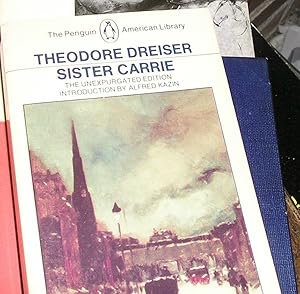 The Penguin American Library
THEODORE DREISER
SISTER CARRIE
THE UNEXPURGATED EDITION
INTRODUCTION BY ALFRED KAZIN